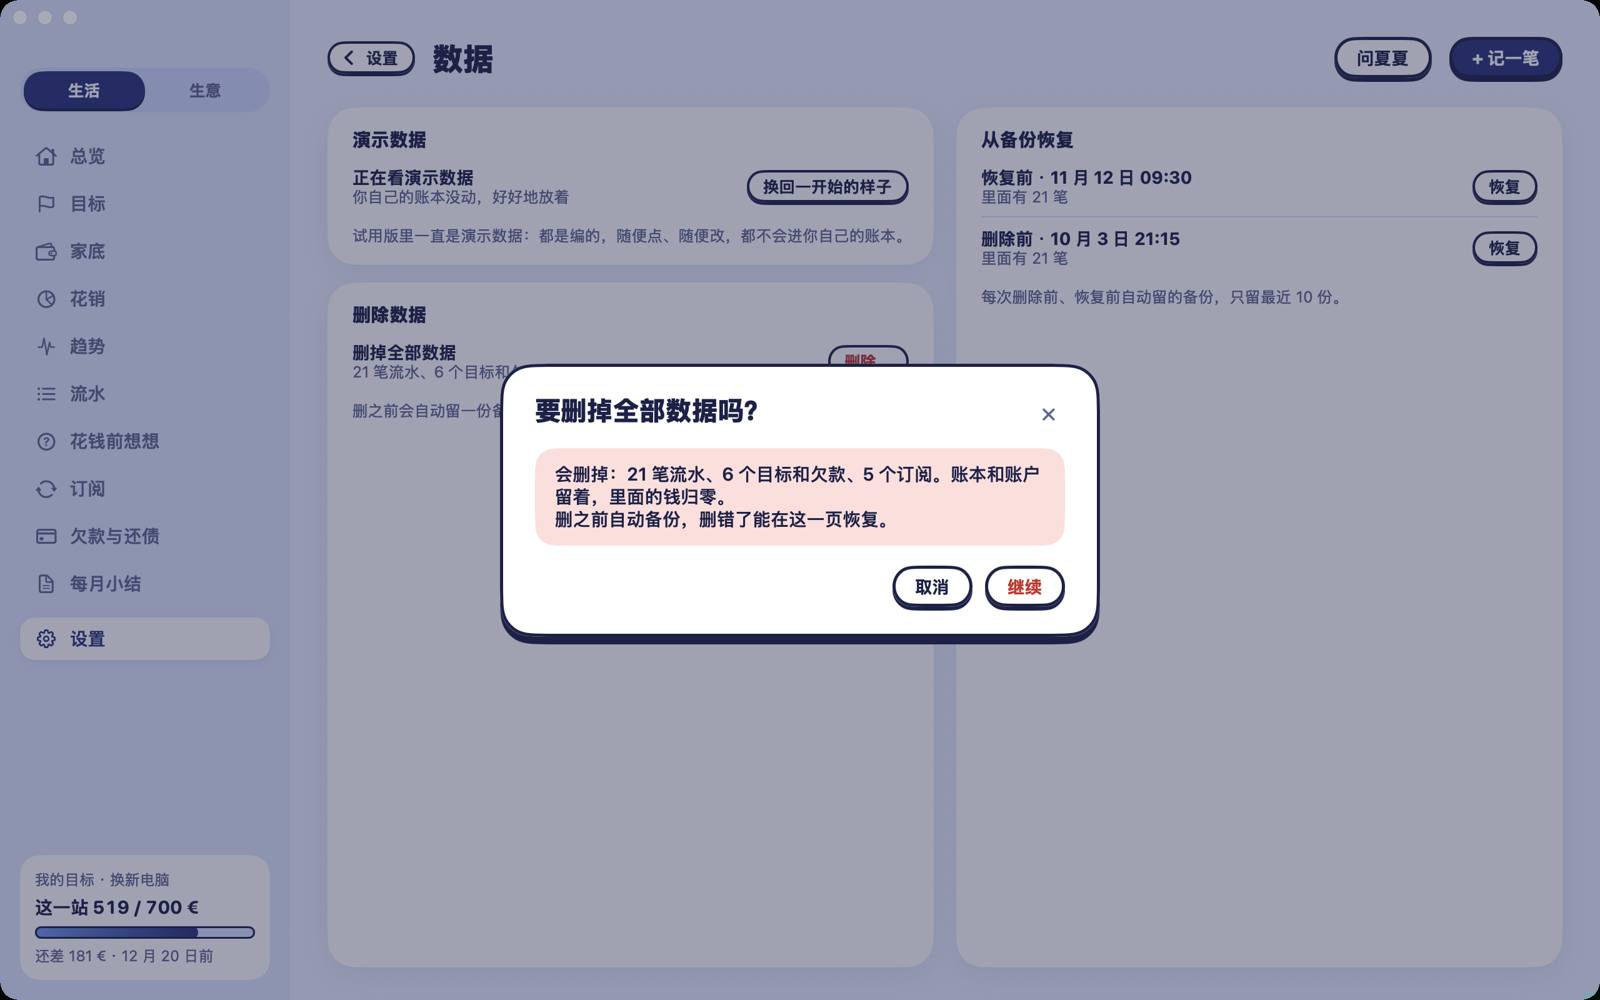 生活
生意
总览
目标
家底
花销
趋势
流水
花钱前想想
订阅
欠款与还债
每月小结
设置
我的目标 · 换新电脑
这一站 519 / 700 €
还差 181 € · 12 月 20 日前
设置
数据
问夏夏
+ 记一笔
演示数据
正在看演示数据
你自己的账本没动，好好地放着
换回一开始的样子
试用版里一直是演示数据：都是编的，随便点、随便改，都不会进你自己的账本。
删除数据
删掉全部数据
21 笔流水、6 个目标和
删除
删之前会自动留一份
从备份恢复
恢复前 · 11 月 12 日 09:30
里面有 21 笔
恢复
删除前 · 10 月 3 日 21:15
里面有 21 笔
恢复
每次删除前、恢复前自动留的备份，只留最近 10 份。
要删掉全部数据吗？
会删掉：21 笔流水、6 个目标和欠款、5 个订阅。账本和账户
留着，里面的钱归零。
删之前自动备份，删错了能在这一页恢复。
取消
继续